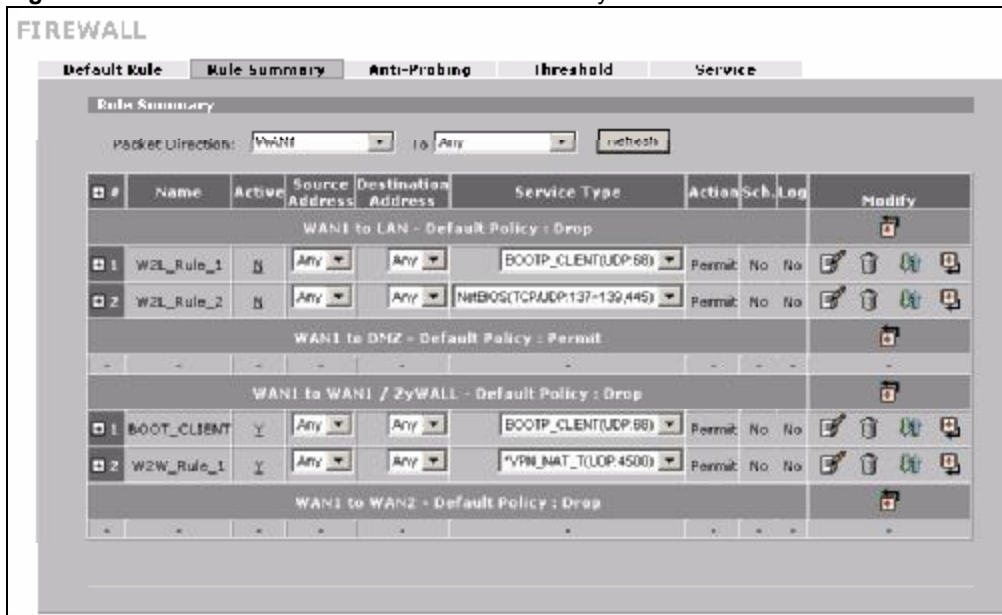 FIREWALL
Default Rule Rule Summary Anti-Probing Threshold Service
Rule Summary
Packet Direction: WAN1 To Any Refresh
# Name Active Source Address Destination Address Service Type Action Sch. Log Modify
WAN1 to LAN - Default Policy : Drop
1 W2L_Rule_1 N Any Any BOOTP_CLIENT(UDP:68) Permit No No
2 W2L_Rule_2 N Any Any NetBIOS(TCP/UDP:137~139,445) Permit No No
WAN1 to DMZ - Default Policy : Permit
- - - - - - - - - -
WAN1 to WAN1 / ZyWALL - Default Policy : Drop
1 BOOT_CLIENT Y Any Any BOOTP_CLIENT(UDP:68) Permit No No
2 W2W_Rule_1 Y Any Any *VPN_NAT_T(UDP:4500) Permit No No
WAN1 to WAN2 - Default Policy : Drop
- - - - - - - - - -